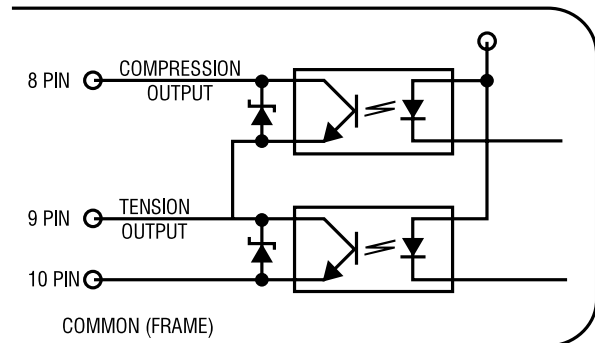 8 PIN
COMPRESSION
OUTPUT
9 PIN
TENSION
OUTPUT
10 PIN
COMMON (FRAME)